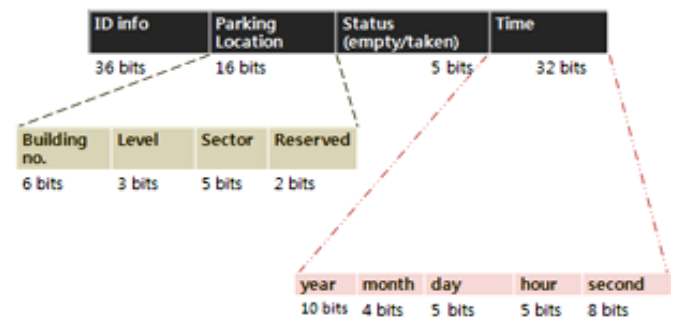 ID info Parking Status Time
Location (empty/taken)
36 bits 16 bits 5 bits 32 bits
Building Level Sector Reserved
no.
6 bits 3 bits 5 bits 2 bits
year month day hour second
10 bits 4 bits 5 bits 5 bits 8 bits